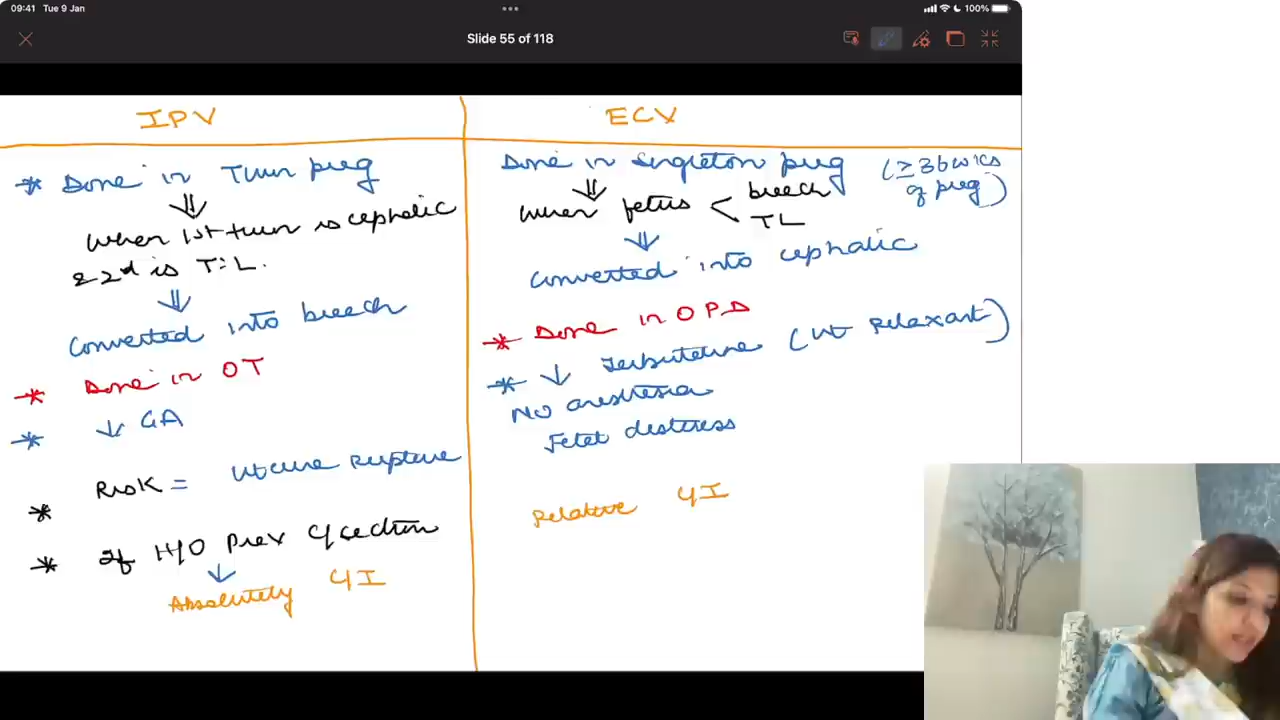 09:41 Tue 9 Jan
100%
Slide 55 of 118
IPV
* Done in Twin preg
⇓
When 1st twin is cephalic
& 2nd is T:L.
⇓
Converted into breech
* Done in OT
* ↓ GA
* Risk = Uterine Rupture
* If H/O Prev C/section
↓
Absolutely C/I
ECV
Done in Singleton preg (≥36 wks
of preg)
⇓
When fetus < breech
TL
⇓
Converted into cephalic
* Done in OPD
* ↓ Terbutaline (Ut Relaxant)
No anesthesia
Fetal distress
Relative C/I